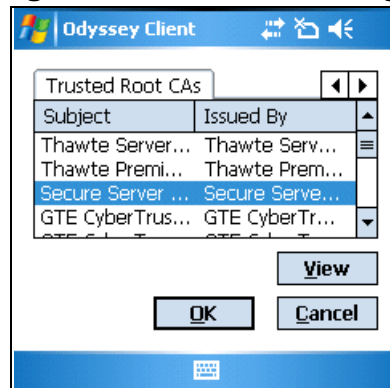 Odyssey Client
Trusted Root CAs
Subject Issued By
Thawte Server... Thawte Serv...
Thawte Premi... Thawte Prem...
Secure Server ... Secure Serve...
GTE CyberTrus... GTE CyberTr...
View
OK Cancel